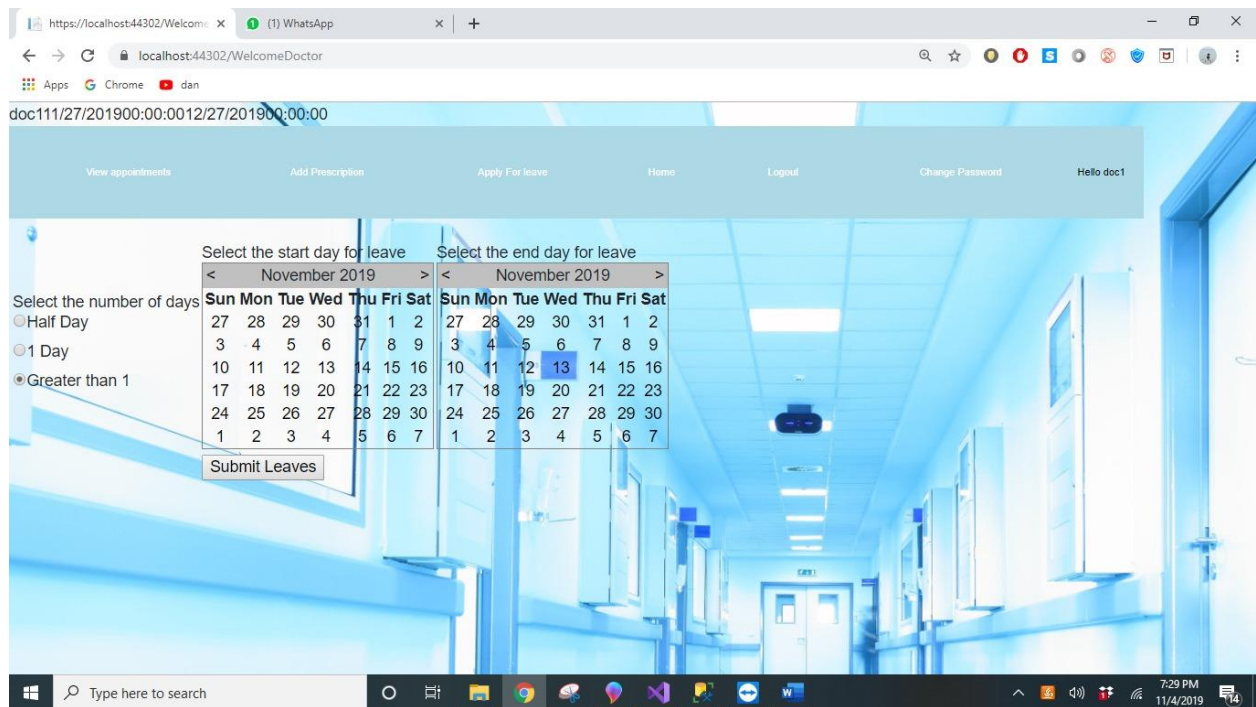 https://localhost:44302/Welcome
(1) WhatsApp
localhost:44302/WelcomeDoctor
Apps Chrome dan
doc111/27/201900:00:0012/27/201900:00:00
View appointments Add Prescription Apply For leave Home Logout Change Password Hello doc1
Select the start day for leave Select the end day for leave
< November 2019 > < November 2019 >
Select the number of days Sun Mon Tue Wed Thu Fri Sat Sun Mon Tue Wed Thu Fri Sat
Half Day 27 28 29 30 31 1 2 27 28 29 30 31 1 2
1 Day 3 4 5 6 7 8 9 3 4 5 6 7 8 9
10 11 12 13 14 15 16 10 11 12 13 14 15 16
Greater than 1 17 18 19 20 21 22 23 17 18 19 20 21 22 23
24 25 26 27 28 29 30 24 25 26 27 28 29 30
1 2 3 4 5 6 7 1 2 3 4 5 6 7
Submit Leaves
Type here to search
7:29 PM
11/4/2019
14